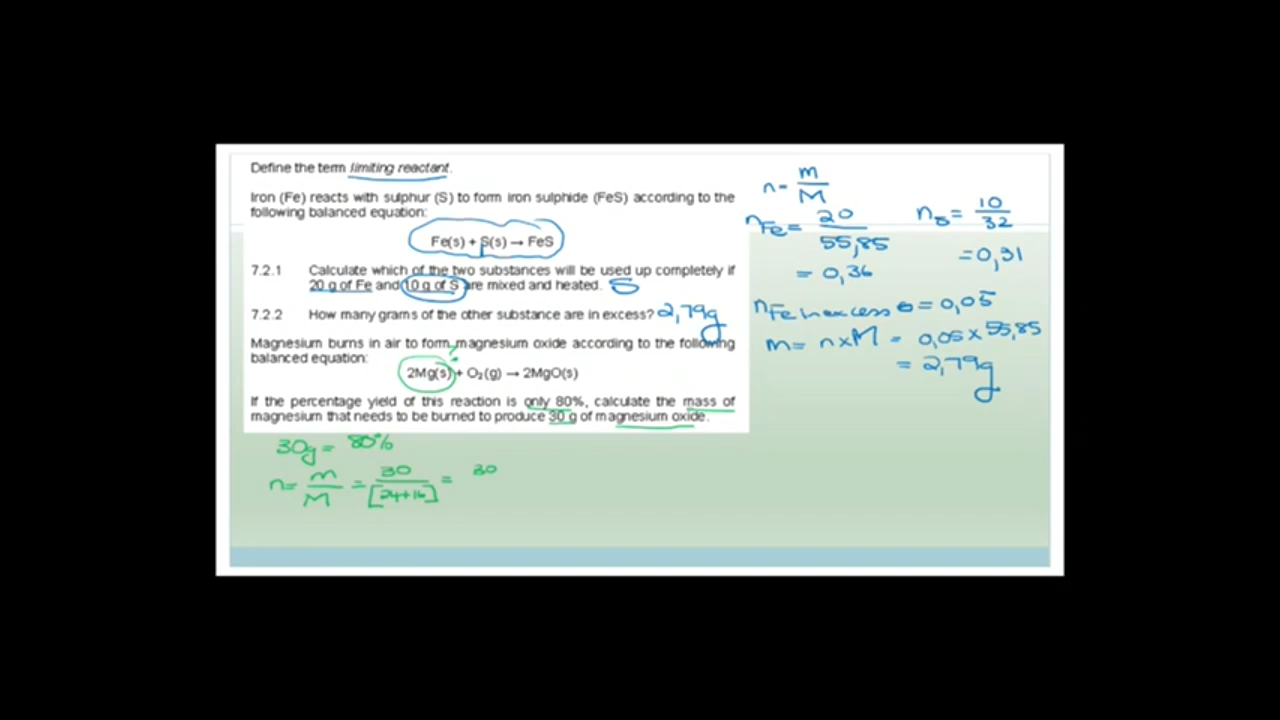 Define the term limiting reactant.
Iron (Fe) reacts with sulphur (S) to form iron sulphide (FeS) according to the
following balanced equation:
Fe(s) + S(s) → FeS
7.2.1 Calculate which of the two substances will be used up completely if
20 g of Fe and 10 g of S are mixed and heated. S
7.2.2 How many grams of the other substance are in excess? 2,79g
Magnesium burns in air to form magnesium oxide according to the following
balanced equation:
?
2Mg(s) + O₂(g) → 2MgO(s)
If the percentage yield of this reaction is only 80%, calculate the mass of
magnesium that needs to be burned to produce 30 g of magnesium oxide.
30g = 80%
n = m/M = 30/[24+16] = 30
n = m/M
nFe = 20/55,85
= 0,36
nS = 10/32
= 0,31
nFe in excess = 0,05
m = n×M = 0,05 × 55,85
= 2,79g